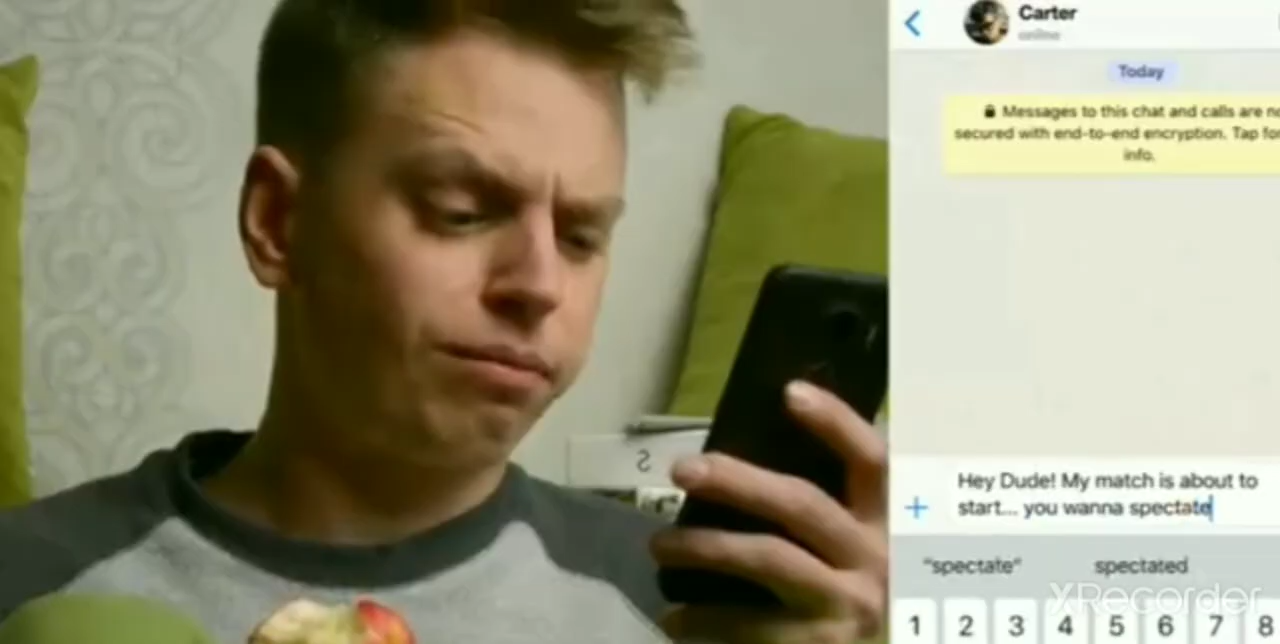 Carter
online
Today
Messages to this chat and calls are no
secured with end-to-end encryption. Tap for
info.
Hey Dude! My match is about to
start... you wanna spectate
"spectate"
spectated
XRecorder
1 2 3 4 5 6 7 8